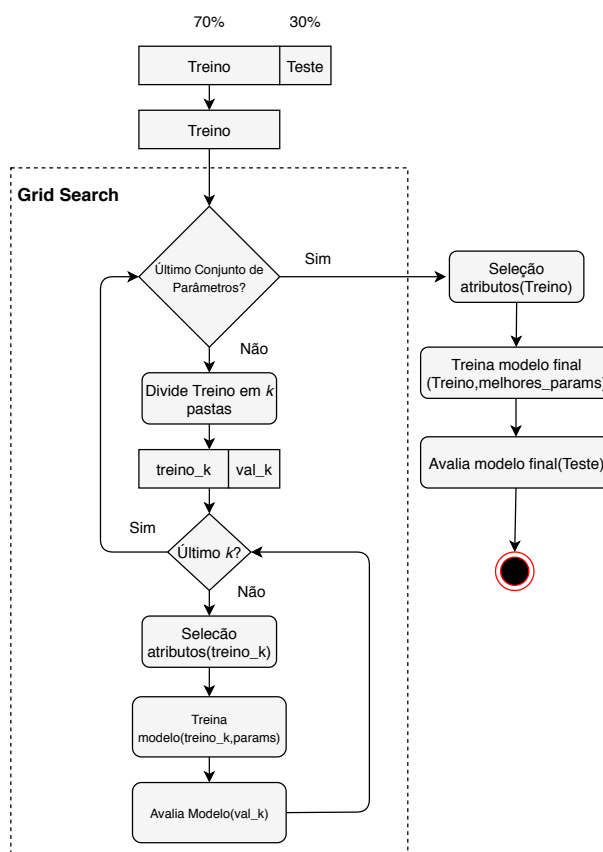 70%
30%
Treino
Teste
Treino
Grid Search
Último Conjunto de
Parâmetros?
Sim
Não
Seleção
atributos(Treino)
Treina modelo final
(Treino,melhores_params)
Avalia modelo final(Teste)
Divide Treino em k
pastas
treino_k
val_k
Sim
Último k?
Não
Selecão
atributos(treino_k)
Treina
modelo(treino_k,params)
Avalia Modelo(val_k)